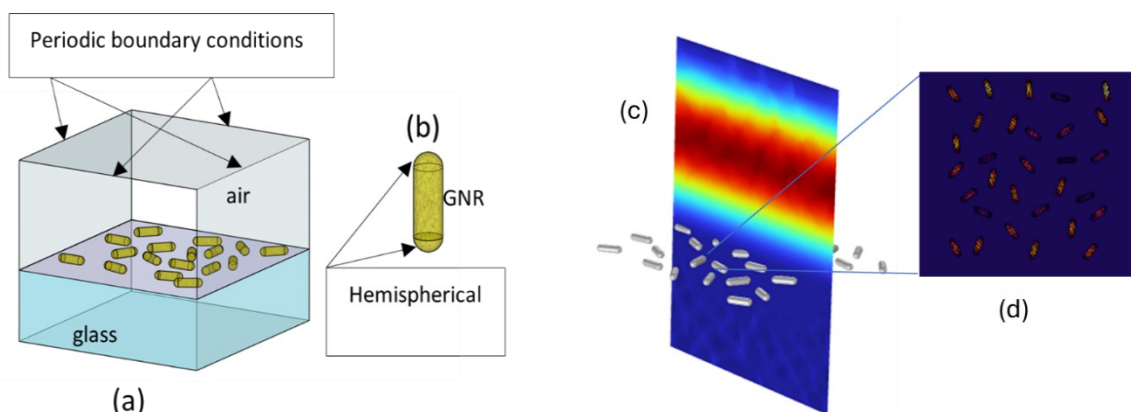 Periodic boundary conditions
(a)
air
glass
(b)
GNR
Hemispherical
(c)
(d)